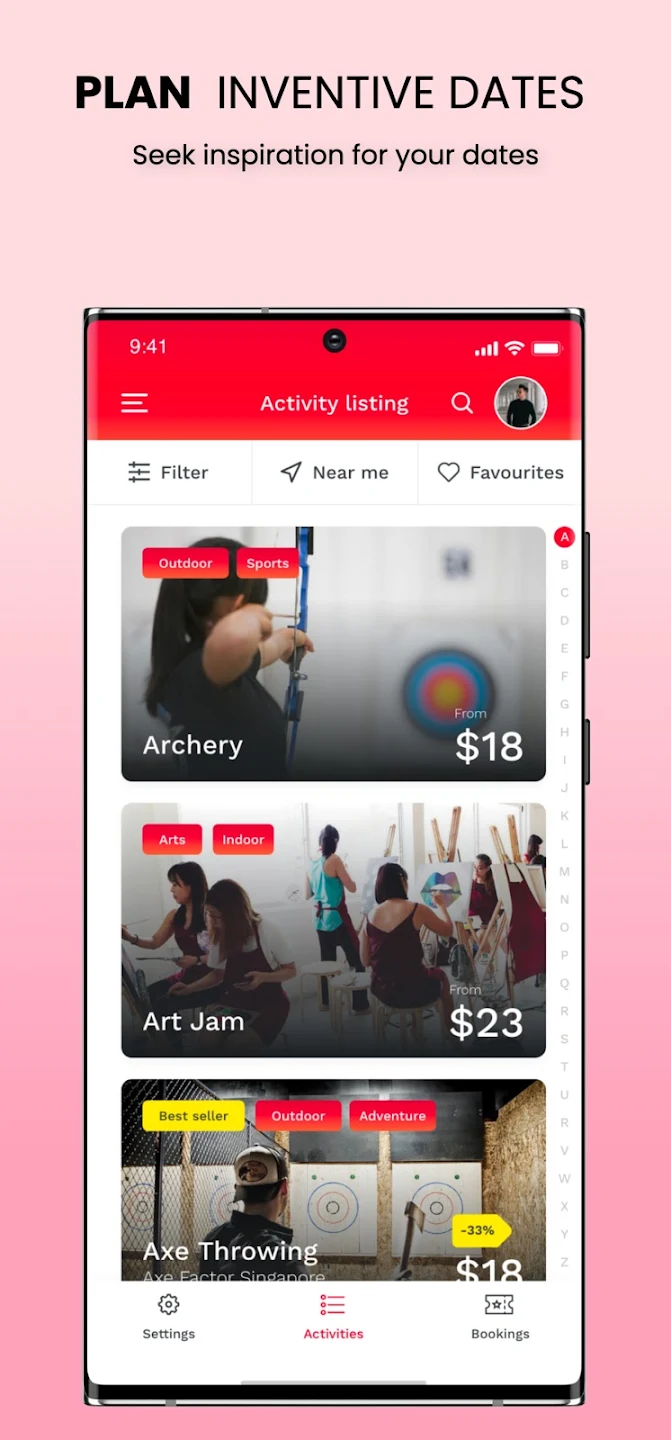 PLAN INVENTIVE DATES
Seek inspiration for your dates
9:41
Activity listing
Filter
Near me
Favourites
Outdoor
Sports
Archery
From
$18
Arts
Indoor
Art Jam
From
$23
Best seller
Outdoor
Adventure
-33%
Axe Throwing
Axe Factor Singapore
$18
A
B
C
D
E
F
G
H
I
J
K
L
M
N
O
P
Q
R
S
T
U
R
V
W
X
Y
Z
Settings
Activities
Bookings